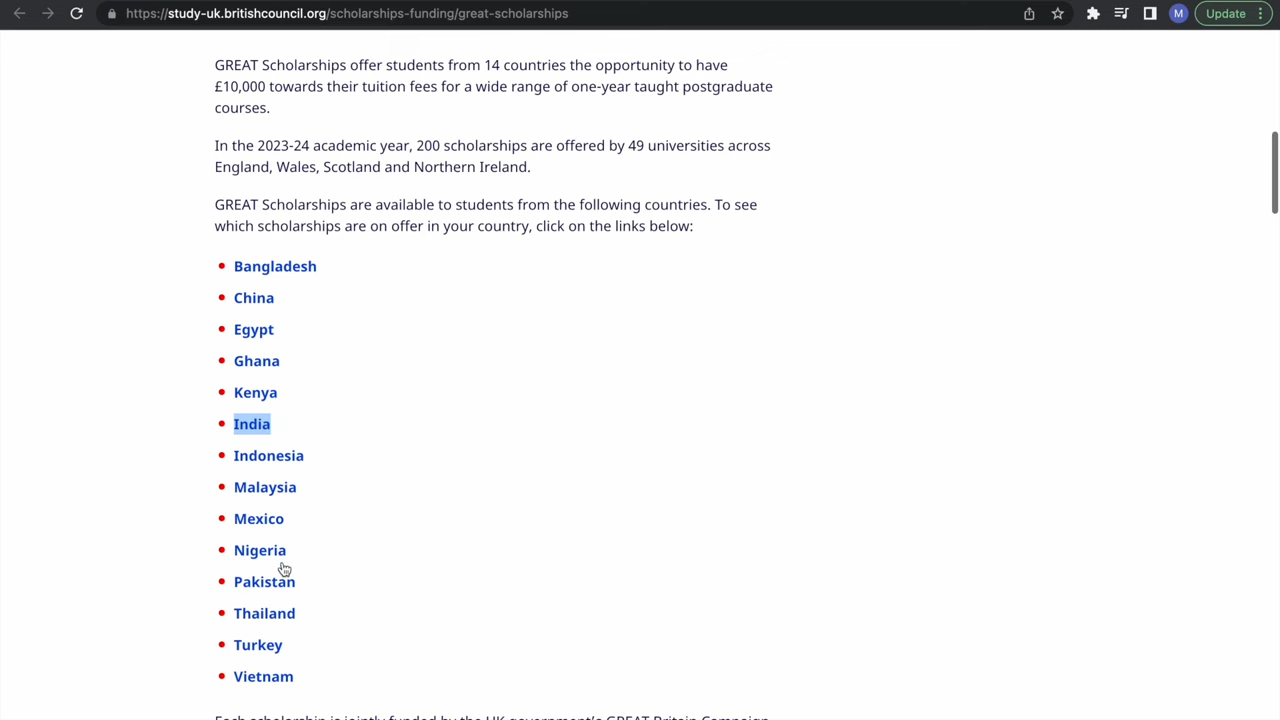 https://study-uk.britishcouncil.org/scholarships-funding/great-scholarships
M
Update
GREAT Scholarships offer students from 14 countries the opportunity to have
£10,000 towards their tuition fees for a wide range of one-year taught postgraduate
courses.
In the 2023-24 academic year, 200 scholarships are offered by 49 universities across
England, Wales, Scotland and Northern Ireland.
GREAT Scholarships are available to students from the following countries. To see
which scholarships are on offer in your country, click on the links below:
Bangladesh
China
Egypt
Ghana
Kenya
India
Indonesia
Malaysia
Mexico
Nigeria
Pakistan
Thailand
Turkey
Vietnam
Each scholarship is jointly funded by the UK government's GREAT Britain Campaign